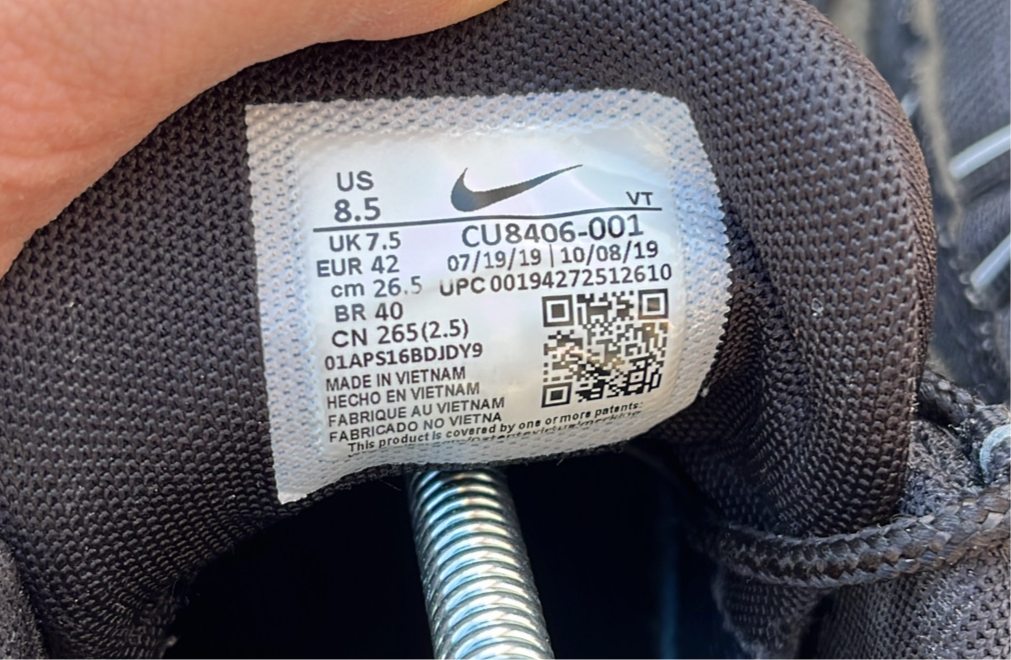 US
8.5
VT
UK 7.5
CU8406-001
EUR 42
07/19/19 | 10/08/19
cm 26.5
UPC 00194272512610
BR 40
CN 265(2.5)
01APS16BDJDY9
MADE IN VIETNAM
HECHO EN VIETNAM
FABRIQUE AU VIETNAM
FABRICADO NO VIETNA
This product is covered by one or more patents: